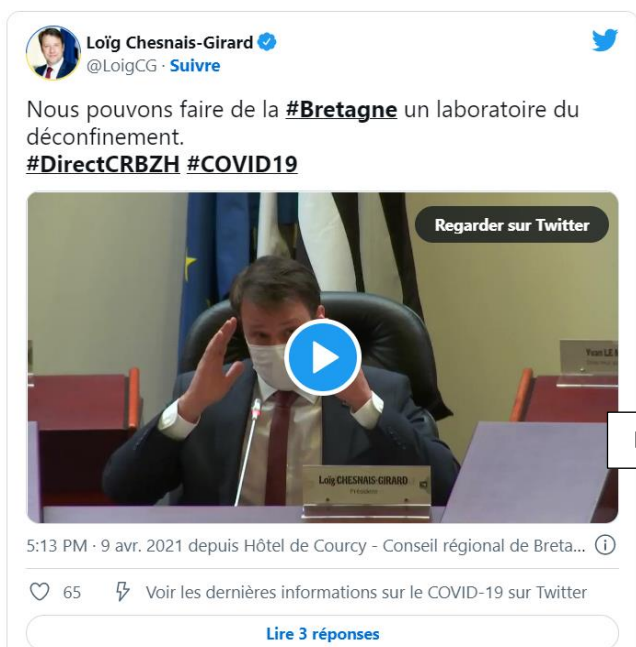 Loïg Chesnais-Girard
@LoigCG · Suivre
Nous pouvons faire de la #Bretagne un laboratoire du
déconfinement.
#DirectCRBZH #COVID19
Regarder sur Twitter
Loïg CHESNAIS-GIRARD
Président
5:13 PM · 9 avr. 2021 depuis Hôtel de Courcy - Conseil régional de Breta...
65 Voir les dernières informations sur le COVID-19 sur Twitter
Lire 3 réponses